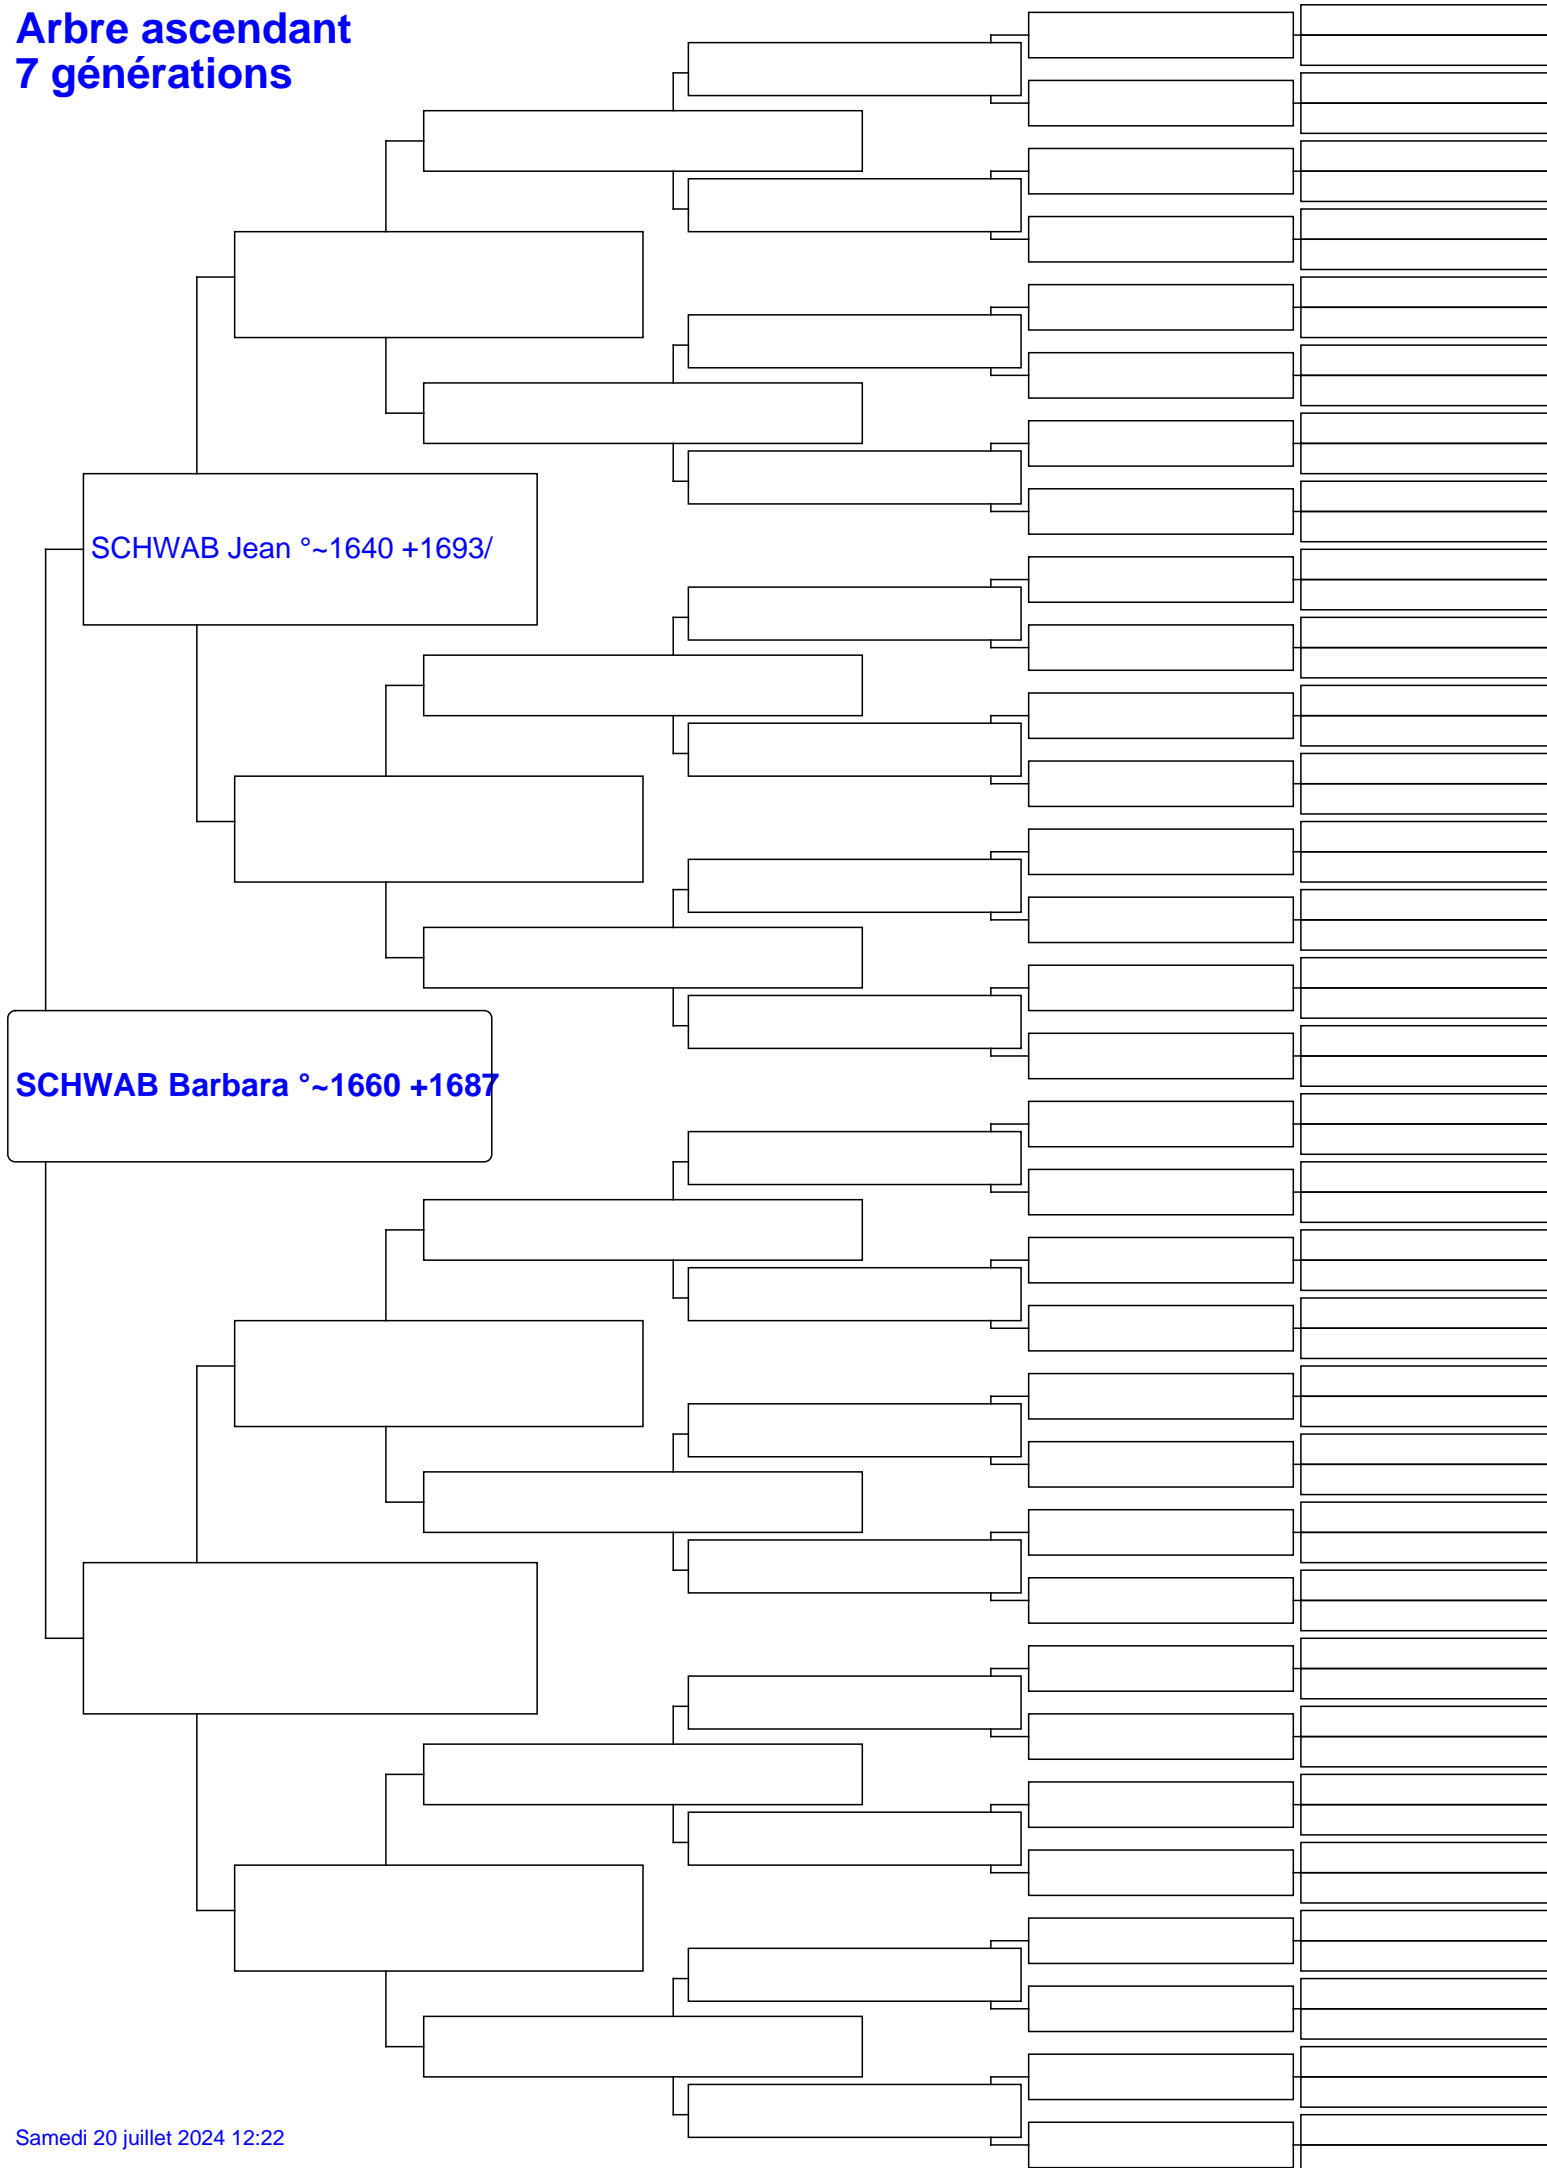 Arbre ascendant
7 générations
SCHWAB Jean °~1640 +1693/
SCHWAB Barbara °~1660 +1687
Samedi 20 juillet 2024 12:22